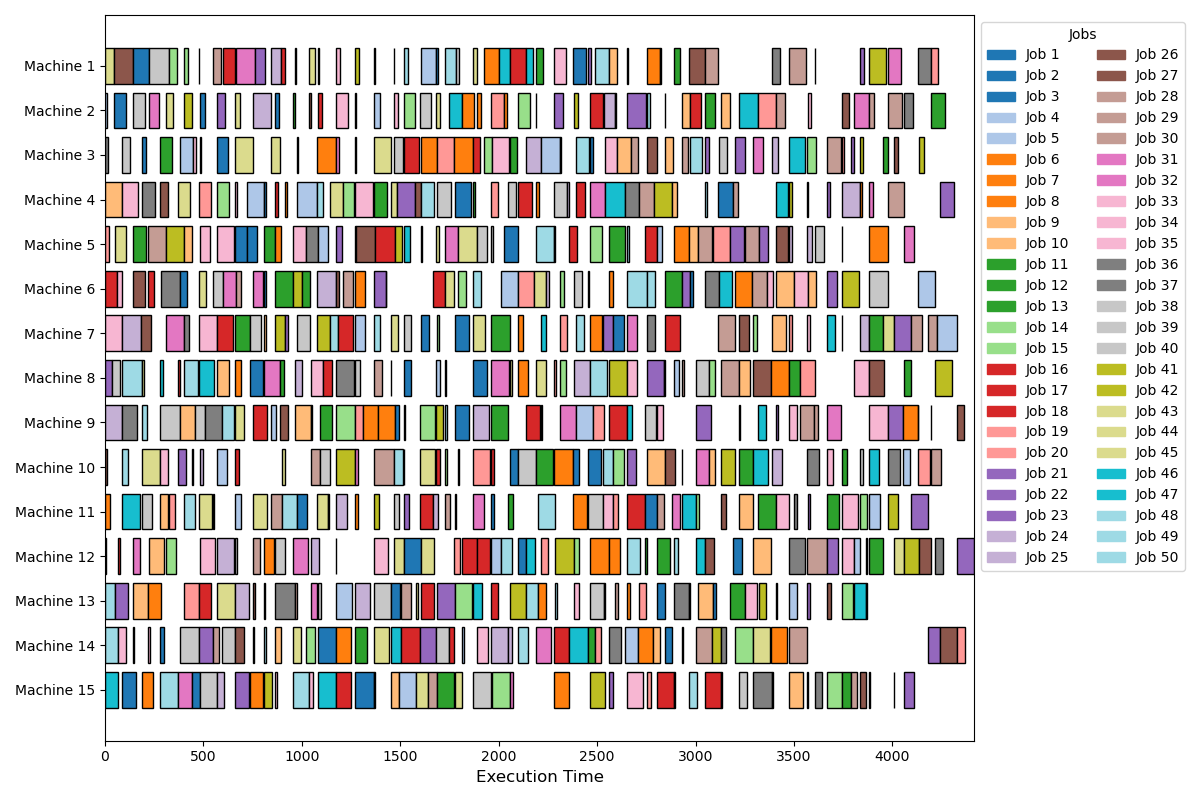 Machine 1
Machine 2
Machine 3
Machine 4
Machine 5
Machine 6
Machine 7
Machine 8
Machine 9
Machine 10
Machine 11
Machine 12
Machine 13
Machine 14
Machine 15
0 500 1000 1500 2000 2500 3000 3500 4000
Execution Time
Jobs
Job 1
Job 2
Job 3
Job 4
Job 5
Job 6
Job 7
Job 8
Job 9
Job 10
Job 11
Job 12
Job 13
Job 14
Job 15
Job 16
Job 17
Job 18
Job 19
Job 20
Job 21
Job 22
Job 23
Job 24
Job 25
Job 26
Job 27
Job 28
Job 29
Job 30
Job 31
Job 32
Job 33
Job 34
Job 35
Job 36
Job 37
Job 38
Job 39
Job 40
Job 41
Job 42
Job 43
Job 44
Job 45
Job 46
Job 47
Job 48
Job 49
Job 50